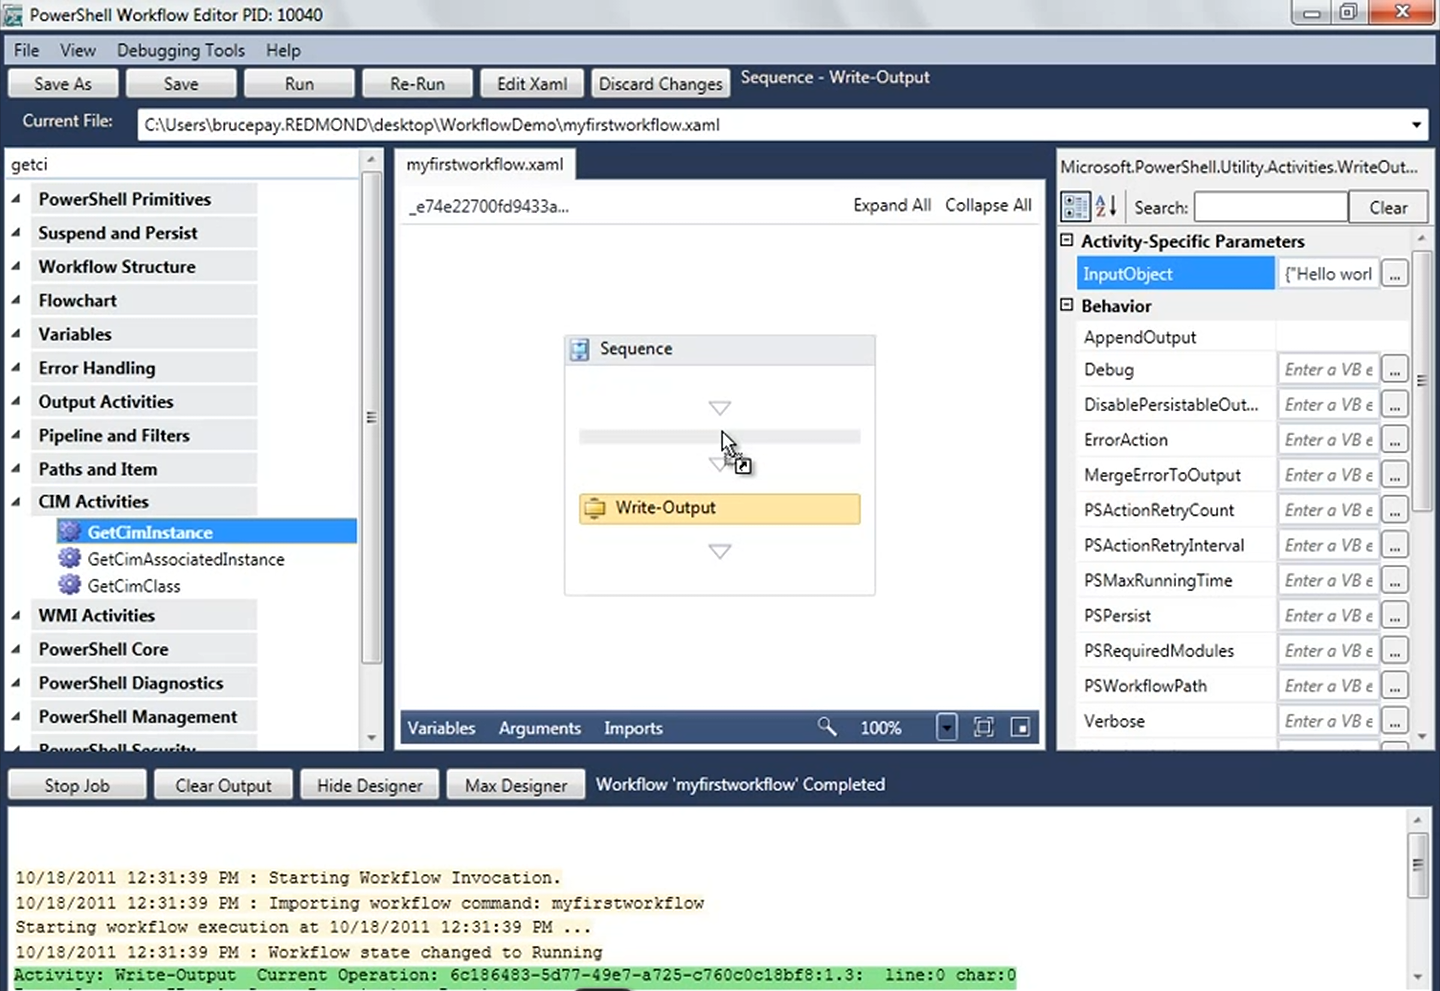 PowerShell Workflow Editor PID: 10040
File View Debugging Tools Help
Save As Save Run Re-Run Edit Xaml Discard Changes Sequence - Write-Output
Current File: C:\Users\brucepay.REDMOND\desktop\WorkflowDemo\myfirstworkflow.xaml
getci
PowerShell Primitives
Suspend and Persist
Workflow Structure
Flowchart
Variables
Error Handling
Output Activities
Pipeline and Filters
Paths and Item
CIM Activities
GetCimInstance
GetCimAssociatedInstance
GetCimClass
WMI Activities
PowerShell Core
PowerShell Diagnostics
PowerShell Management
PowerShell Security
myfirstworkflow.xaml
_e74e22700fd9433a... Expand All Collapse All
Sequence
Write-Output
Variables Arguments Imports 100%
Microsoft.PowerShell.Utility.Activities.WriteOut...
Search: Clear
Activity-Specific Parameters
InputObject {"Hello worl ...
Behavior
AppendOutput
Debug Enter a VB e ...
DisablePersistableOut... Enter a VB e ...
ErrorAction Enter a VB e ...
MergeErrorToOutput Enter a VB e ...
PSActionRetryCount Enter a VB e ...
PSActionRetryInterval Enter a VB e ...
PSMaxRunningTime Enter a VB e ...
PSPersist Enter a VB e ...
PSRequiredModules Enter a VB e ...
PSWorkflowPath Enter a VB e ...
Verbose Enter a VB e ...
Stop Job Clear Output Hide Designer Max Designer Workflow 'myfirstworkflow' Completed
10/18/2011 12:31:39 PM : Starting Workflow Invocation.
10/18/2011 12:31:39 PM : Importing workflow command: myfirstworkflow
Starting workflow execution at 10/18/2011 12:31:39 PM ...
10/18/2011 12:31:39 PM : Workflow state changed to Running
Activity: Write-Output Current Operation: 6c186483-5d77-49e7-a725-c760c0c18bf8:1.3: line:0 char:0